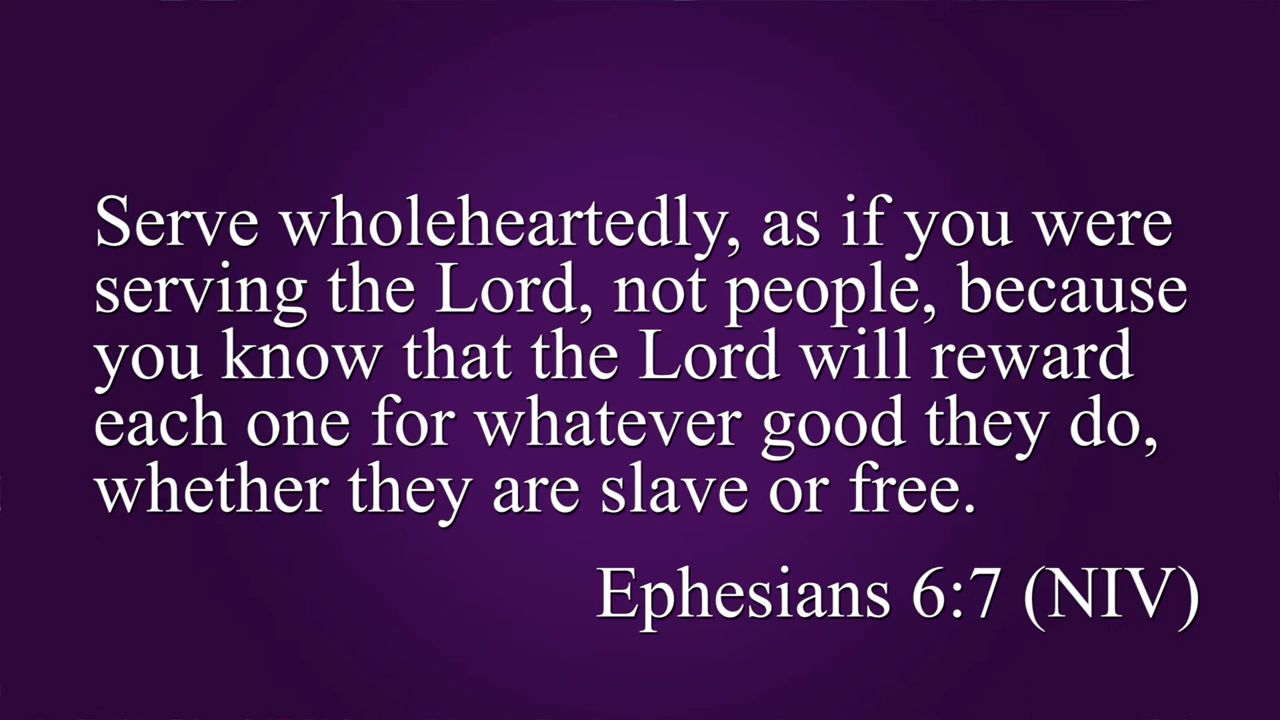 Serve wholeheartedly, as if you were
serving the Lord, not people, because
you know that the Lord will reward
each one for whatever good they do,
whether they are slave or free.
Ephesians 6:7 (NIV)